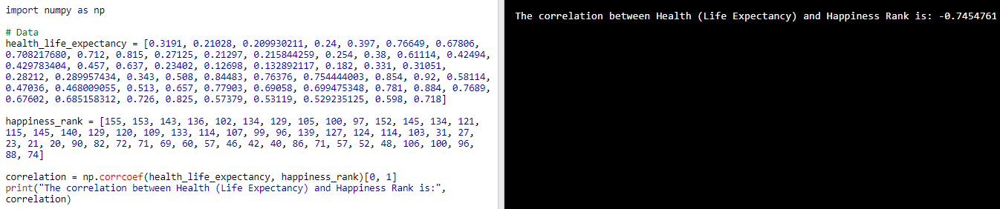 import numpy as np
# Data
health_life_expectancy = [0.3191, 0.21028, 0.209930211, 0.24, 0.397, 0.76649, 0.67806,
0.708217680, 0.712, 0.815, 0.27125, 0.21297, 0.215844259, 0.254, 0.38, 0.61114, 0.42494,
0.429783404, 0.457, 0.637, 0.23402, 0.12698, 0.132892117, 0.182, 0.331, 0.31051,
0.28212, 0.289957434, 0.343, 0.508, 0.84483, 0.76376, 0.754444003, 0.854, 0.92, 0.58114,
0.47036, 0.468009055, 0.513, 0.657, 0.77903, 0.69058, 0.699475348, 0.781, 0.884, 0.7689,
0.67602, 0.685158312, 0.726, 0.825, 0.57379, 0.53119, 0.529235125, 0.598, 0.718]
happiness_rank = [155, 153, 143, 136, 102, 134, 129, 105, 100, 97, 152, 145, 134, 121,
115, 145, 140, 129, 120, 109, 133, 114, 107, 99, 96, 139, 127, 124, 114, 103, 31, 27,
23, 21, 20, 90, 82, 72, 71, 69, 60, 57, 46, 42, 40, 86, 71, 57, 52, 48, 106, 100, 96,
88, 74]
correlation = np.corrcoef(health_life_expectancy, happiness_rank)[0, 1]
print("The correlation between Health (Life Expectancy) and Happiness Rank is:",
correlation)
The correlation between Health (Life Expectancy) and Happiness Rank is: -0.7454761